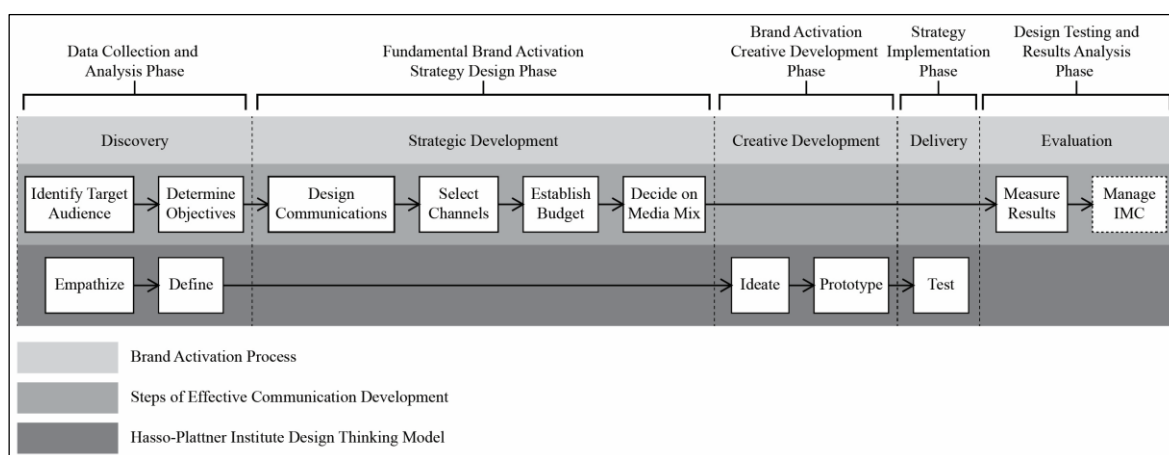 Data Collection and
Analysis Phase
Fundamental Brand Activation
Strategy Design Phase
Brand Activation
Creative Development
Phase
Strategy
Implementation
Phase
Design Testing and
Results Analysis
Phase
Discovery
Strategic Development
Creative Development
Delivery
Evaluation
Identify Target
Audience
Determine
Objectives
Design
Communications
Select
Channels
Establish
Budget
Decide on
Media Mix
Measure
Results
Manage
IMC
Empathize
Define
Ideate
Prototype
Test
Brand Activation Process
Steps of Effective Communication Development
Hasso-Plattner Institute Design Thinking Model